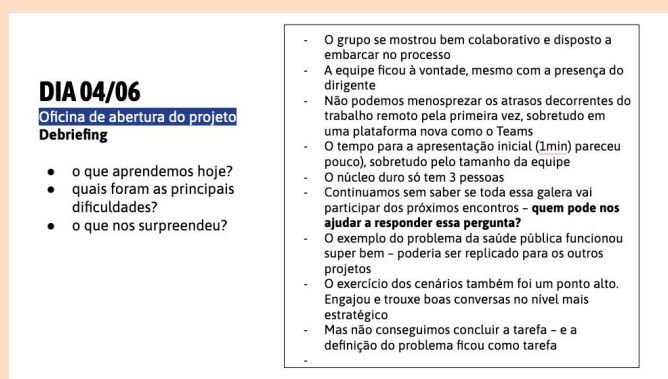 DIA 04/06
Oficina de abertura do projeto
Debriefing
● o que aprendemos hoje?
● quais foram as principais
dificuldades?
● o que nos surpreendeu?
- O grupo se mostrou bem colaborativo e disposto a
embarcar no processo
- A equipe ficou à vontade, mesmo com a presença do
dirigente
- Não podemos menosprezar os atrasos decorrentes do
trabalho remoto pela primeira vez, sobretudo em
uma plataforma nova como o Teams
- O tempo para a apresentação inicial (1min) pareceu
pouco), sobretudo pelo tamanho da equipe
- O núcleo duro só tem 3 pessoas
- Continuamos sem saber se toda essa galera vai
participar dos próximos encontros – quem pode nos
ajudar a responder essa pergunta?
- O exemplo do problema da saúde pública funcionou
super bem – poderia ser replicado para os outros
projetos
- O exercício dos cenários também foi um ponto alto.
Engajou e trouxe boas conversas no nível mais
estratégico
- Mas não conseguimos concluir a tarefa – e a
definição do problema ficou como tarefa
-